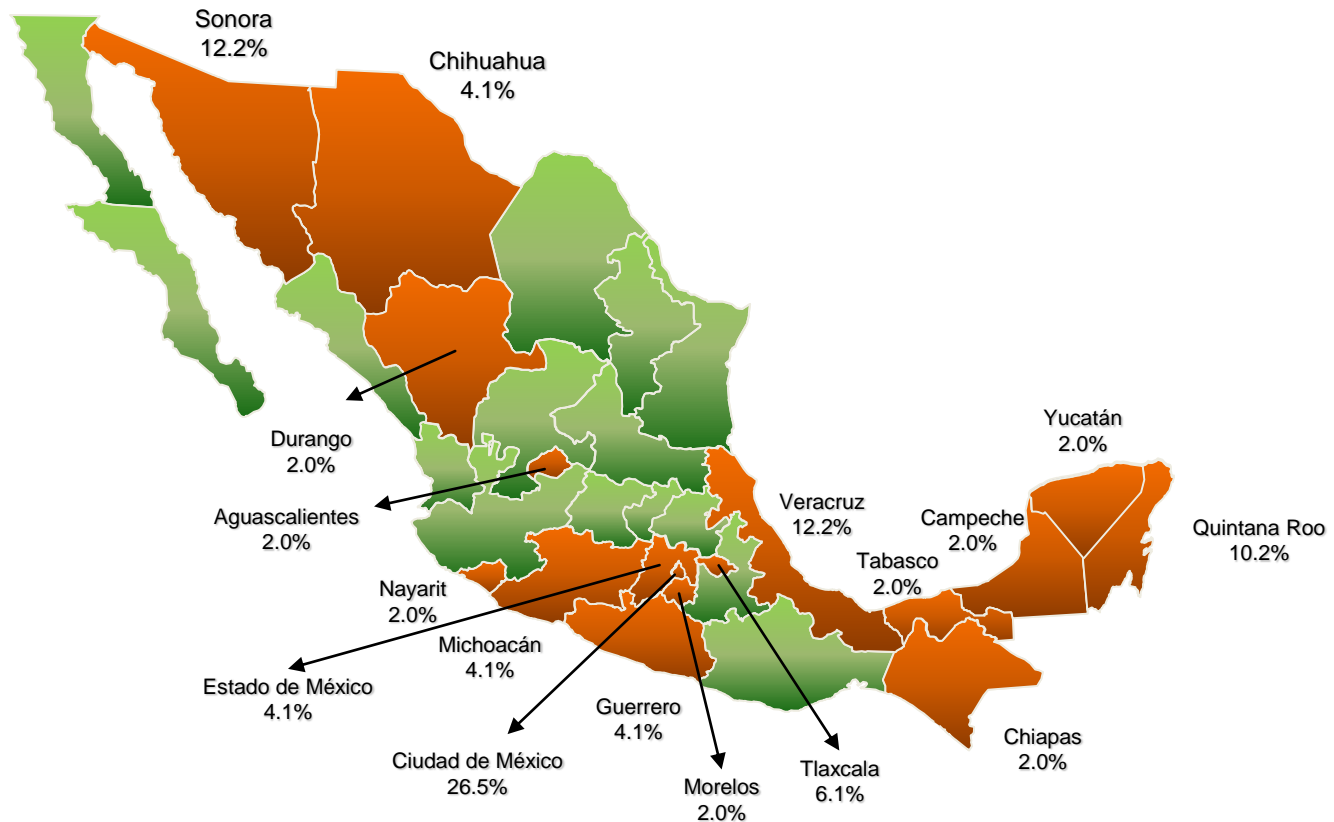 Sonora
12.2%
Chihuahua
4.1%
Durango
2.0%
Aguascalientes
2.0%
Nayarit
2.0%
Michoacán
4.1%
Estado de México
4.1%
Ciudad de México
26.5%
Guerrero
4.1%
Morelos
2.0%
Tlaxcala
6.1%
Veracruz
12.2%
Tabasco
2.0%
Campeche
2.0%
Yucatán
2.0%
Quintana Roo
10.2%
Chiapas
2.0%